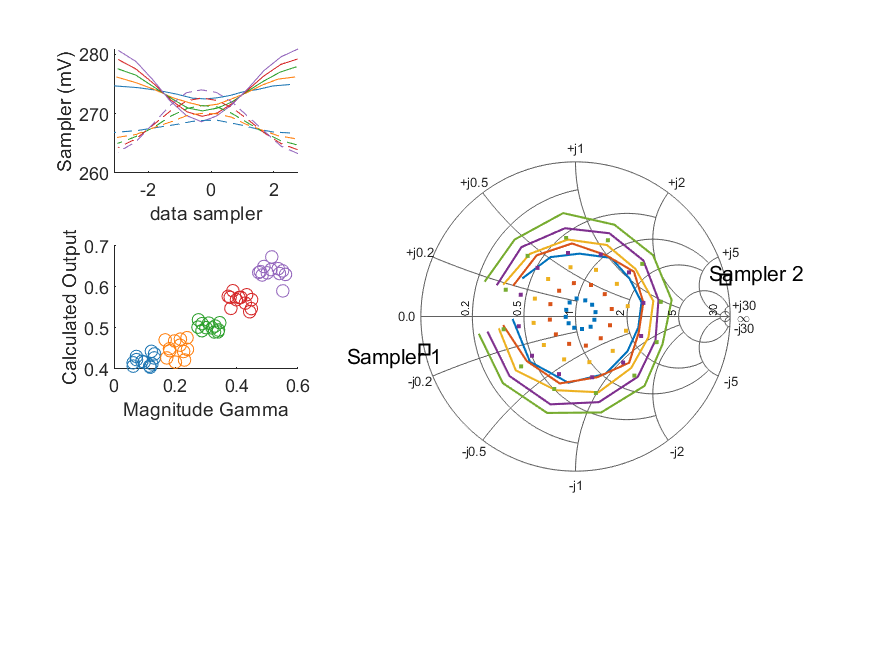 280
270
260
Sampler (mV)
-2 0 2
data sampler
0.7
0.6
0.5
0.4
Calculated Output
0 0.2 0.4 0.6
Magnitude Gamma
+j1
+j0.5 +j2
+j0.2 +j5
Sampler 2
+j30
0.0 0.2 0.5 1 2 5 30 ∞
-j30
Sampler 1
-j0.2 -j5
-j0.5 -j2
-j1